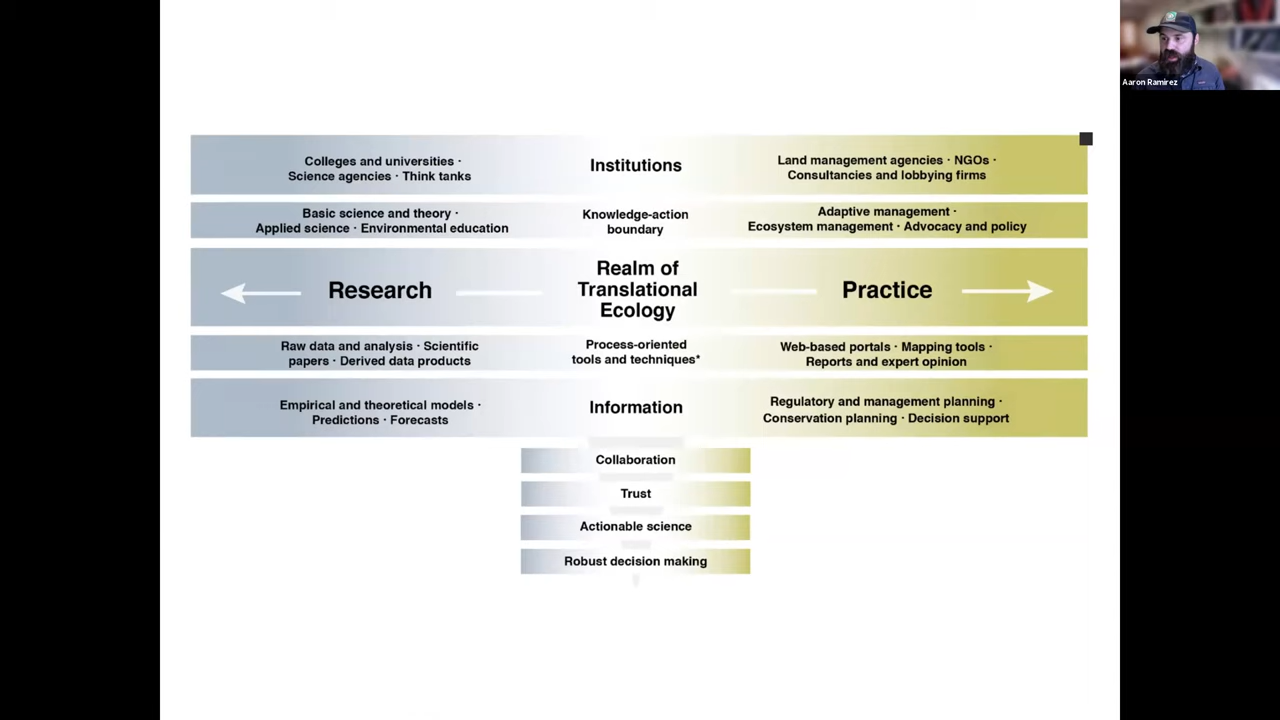 Aaron Ramirez
Colleges and universities ·
Science agencies · Think tanks
Institutions
Land management agencies · NGOs ·
Consultancies and lobbying firms
Basic science and theory ·
Applied science · Environmental education
Knowledge-action
boundary
Adaptive management ·
Ecosystem management · Advocacy and policy
Research
Realm of
Translational
Ecology
Practice
Raw data and analysis · Scientific
papers · Derived data products
Process-oriented
tools and techniques*
Web-based portals · Mapping tools ·
Reports and expert opinion
Empirical and theoretical models ·
Predictions · Forecasts
Information
Regulatory and management planning ·
Conservation planning · Decision support
Collaboration
Trust
Actionable science
Robust decision making